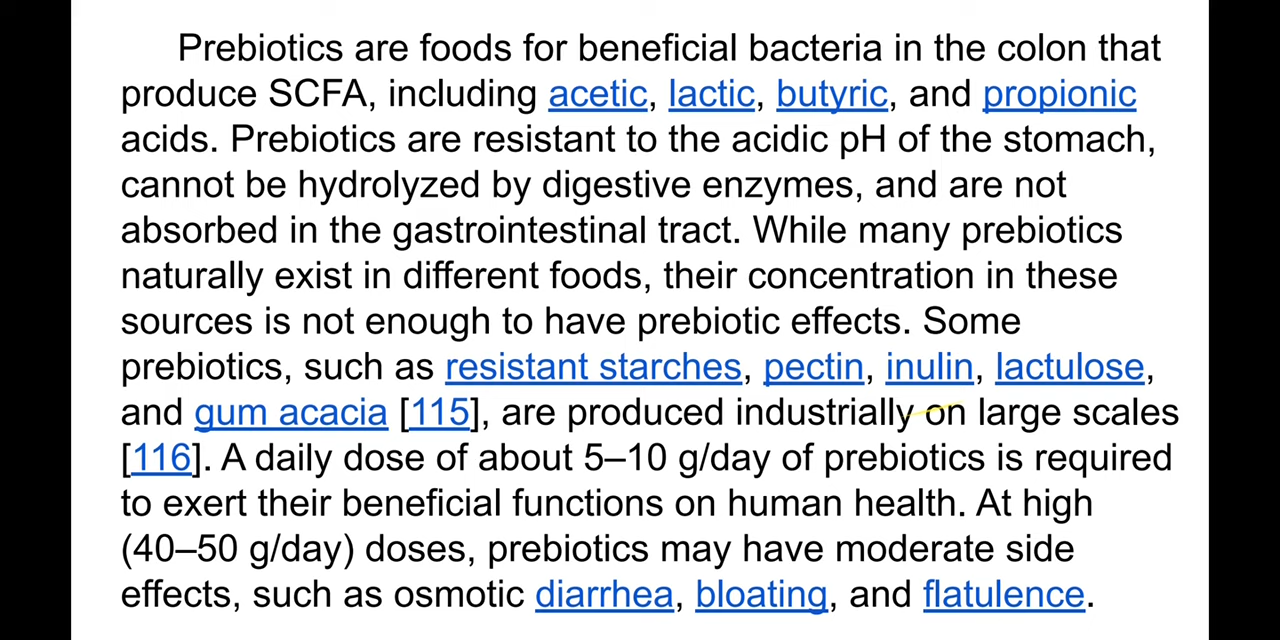 Prebiotics are foods for beneficial bacteria in the colon that
produce SCFA, including acetic, lactic, butyric, and propionic
acids. Prebiotics are resistant to the acidic pH of the stomach,
cannot be hydrolyzed by digestive enzymes, and are not
absorbed in the gastrointestinal tract. While many prebiotics
naturally exist in different foods, their concentration in these
sources is not enough to have prebiotic effects. Some
prebiotics, such as resistant starches, pectin, inulin, lactulose,
and gum acacia [115], are produced industrially on large scales
[116]. A daily dose of about 5–10 g/day of prebiotics is required
to exert their beneficial functions on human health. At high
(40–50 g/day) doses, prebiotics may have moderate side
effects, such as osmotic diarrhea, bloating, and flatulence.